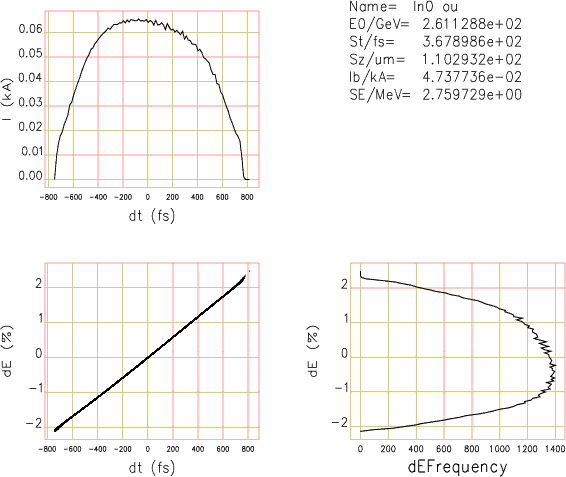 Name= ln0 ou
E0/GeV= 2.611288e+02
St/fs= 3.678986e+02
Sz/um= 1.102932e+02
Ib/kA= 4.737736e-02
SE/MeV= 2.759729e+00
I (kA)
0.06
0.05
0.04
0.03
0.02
0.01
0.00
-800 -600 -400 -200 0 200 400 600 800
dt (fs)
dE (%)
2
1
0
-1
-2
-800 -600 -400 -200 0 200 400 600 800
dt (fs)
dE (%)
2
1
0
-1
-2
0 200 400 600 800 1000 1200 1400
dEFrequency